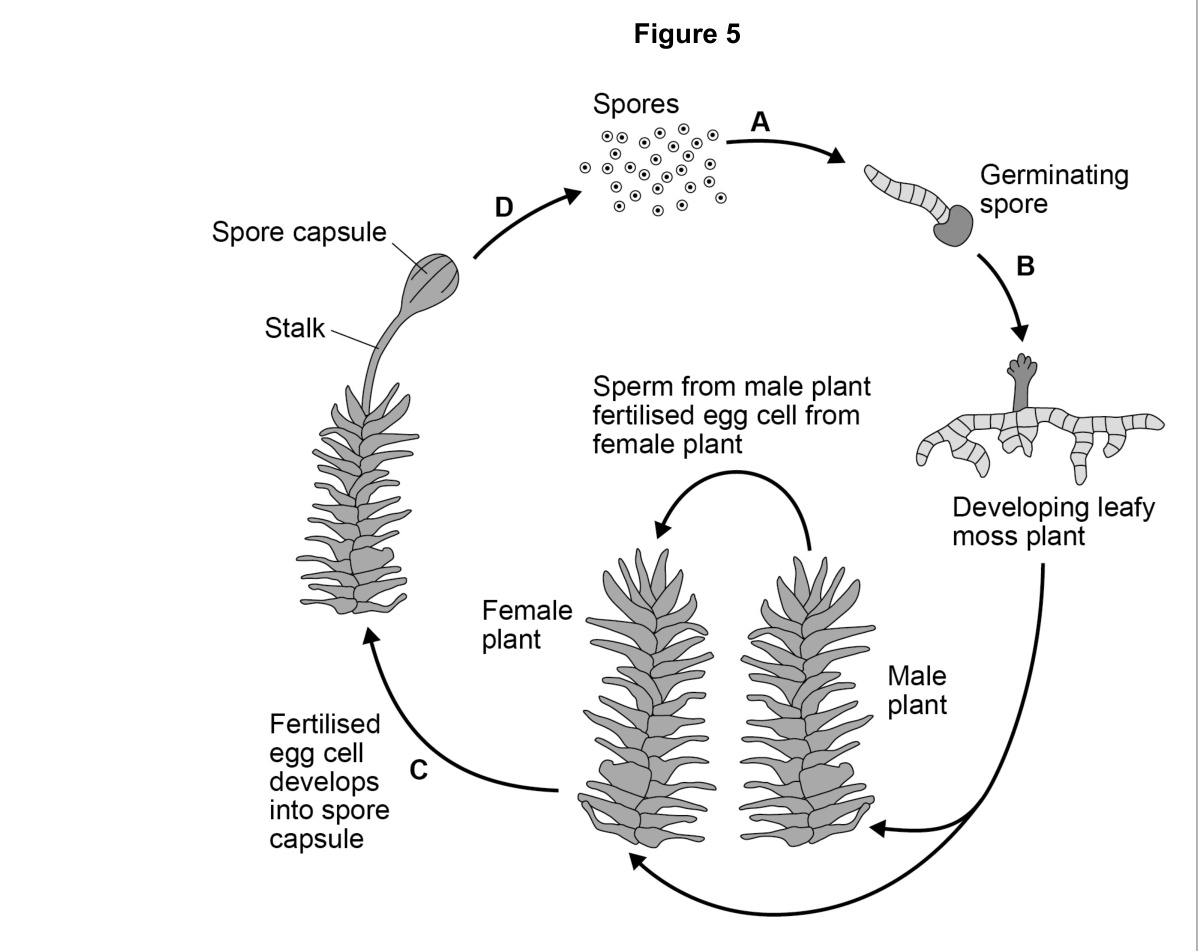 Figure 5
Spores
A
Germinating
spore
D
Spore capsule
B
Stalk
Sperm from male plant
fertilised egg cell from
female plant
Developing leafy
moss plant
Female
plant
Male
plant
Fertilised
egg cell
develops
into spore
capsule
C